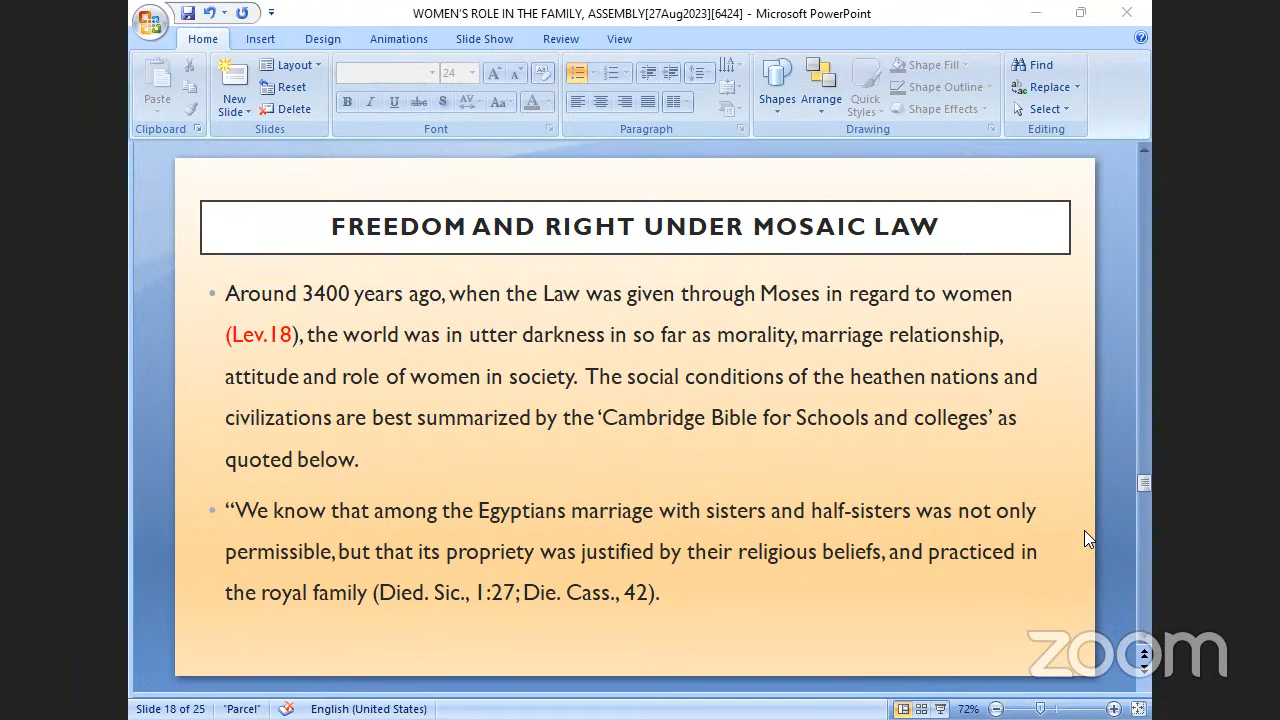 WOMEN'S ROLE IN THE FAMILY, ASSEMBLY[27Aug2023][6424] - Microsoft Powerpoint
Home Insert Design Animations Slide Show Review View
Paste
Clipboard
New Slide
Layout
Reset
Delete
Slides
24
B I U abc S AV Aa A
Font
Paragraph
Shapes Arrange Quick Styles
Shape Fill
Shape Outline
Shape Effects
Drawing
Find
Replace
Select
Editing
FREEDOM AND RIGHT UNDER MOSAIC LAW
• Around 3400 years ago, when the Law was given through Moses in regard to women
(Lev.18), the world was in utter darkness in so far as morality, marriage relationship,
attitude and role of women in society. The social conditions of the heathen nations and
civilizations are best summarized by the ‘Cambridge Bible for Schools and colleges’ as
quoted below.
• “We know that among the Egyptians marriage with sisters and half-sisters was not only
permissible, but that its propriety was justified by their religious beliefs, and practiced in
the royal family (Died. Sic., 1:27; Die. Cass., 42).
zoom
Slide 18 of 25 "Parcel" English (United States) 72%